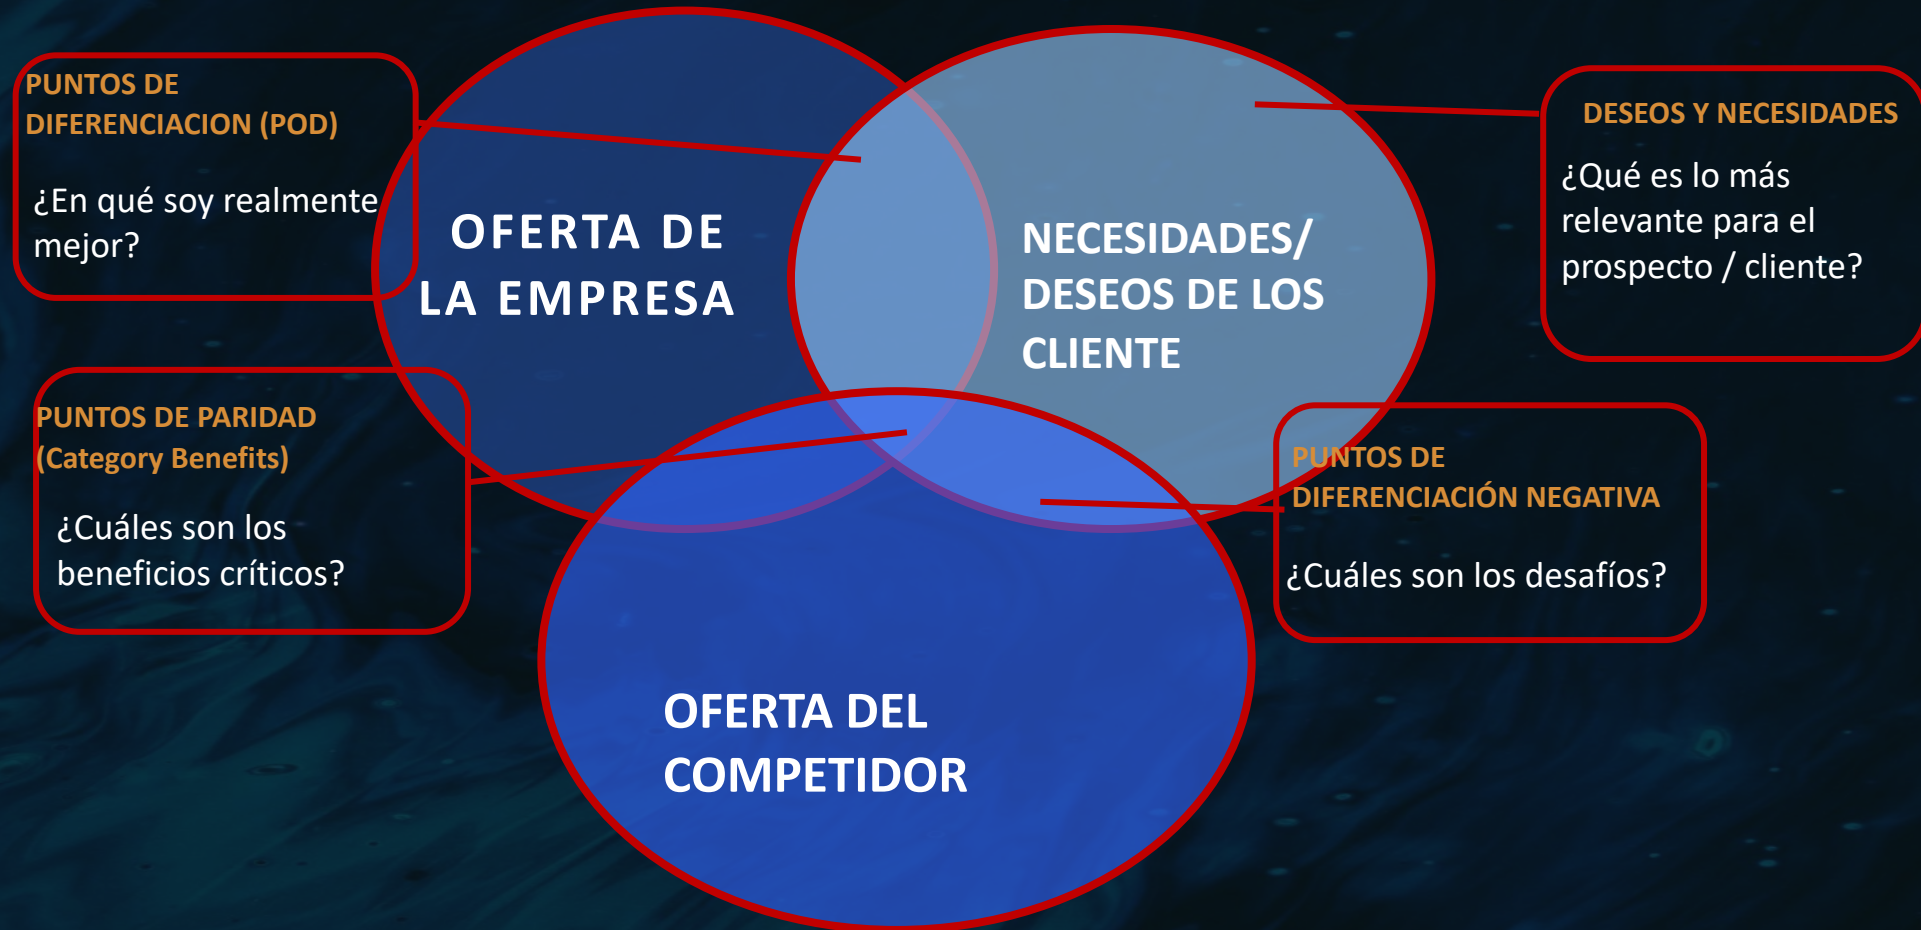 PUNTOS DE
DIFERENCIACION (POD)
¿En qué soy realmente
mejor?
OFERTA DE
LA EMPRESA
NECESIDADES/
DESEOS DE LOS
CLIENTE
DESEOS Y NECESIDADES
¿Qué es lo más
relevante para el
prospecto / cliente?
PUNTOS DE PARIDAD
(Category Benefits)
¿Cuáles son los
beneficios críticos?
PUNTOS DE
DIFERENCIACIÓN NEGATIVA
¿Cuáles son los desafíos?
OFERTA DEL
COMPETIDOR